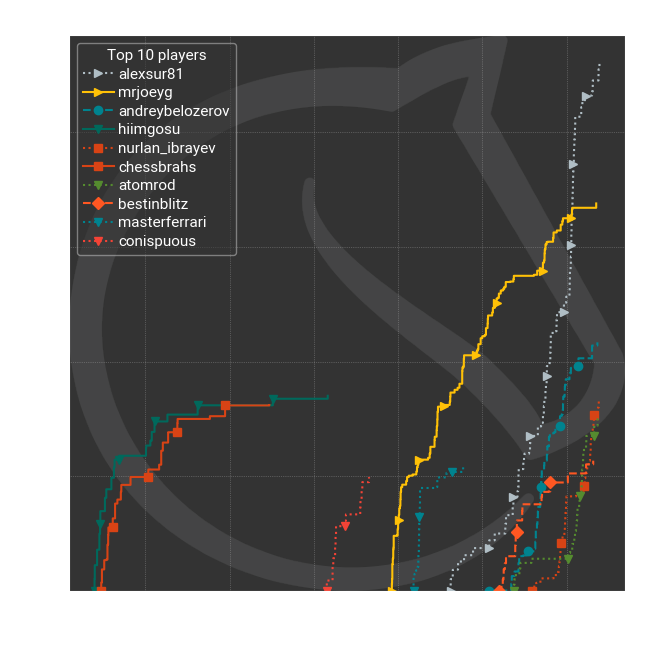 Top 10 players
alexsur81
mrjoeyg
andreybelozerov
hiimgosu
nurlan_ibrayev
chessbrahs
atomrod
bestinblitz
masterferrari
conispuous